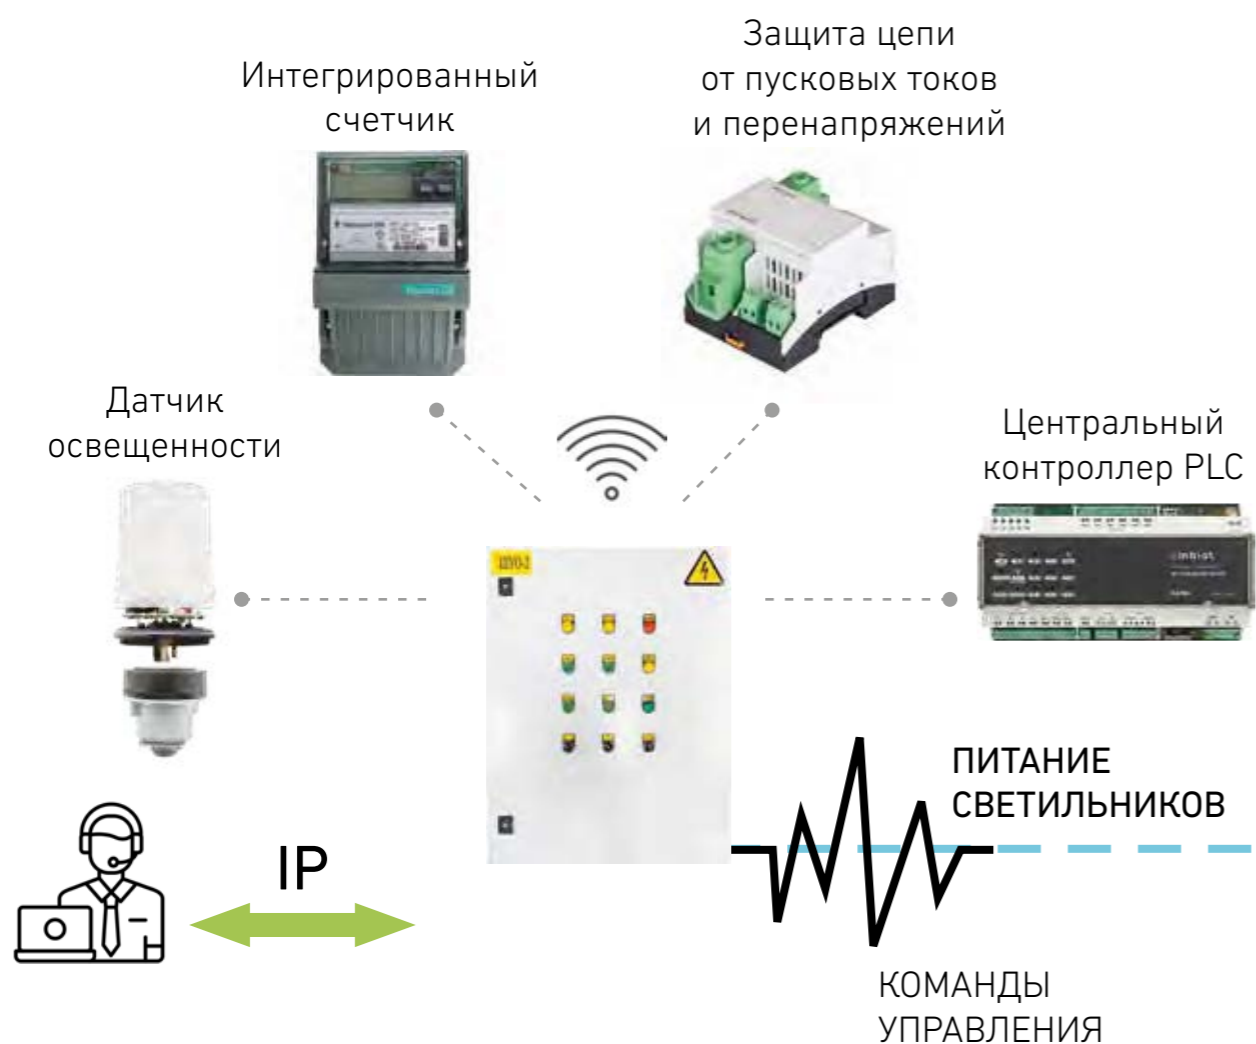 Защита цепи
от пусковых токов
и перенапряжений
Интегрированный
счетчик
Датчик
освещенности
Центральный
контроллер PLC
ПИТАНИЕ
СВЕТИЛЬНИКОВ
IP
КОМАНДЫ
УПРАВЛЕНИЯ